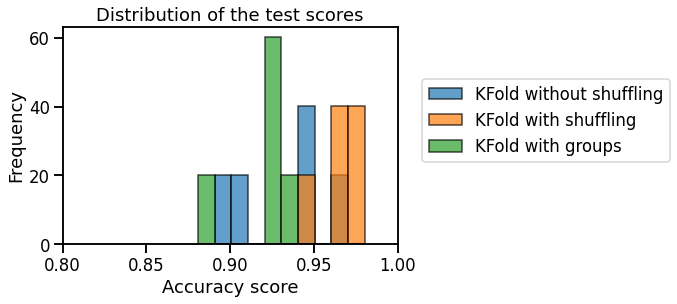 Distribution of the test scores
Frequency
60
40
20
0
0.80 0.85 0.90 0.95 1.00
Accuracy score
KFold without shuffling
KFold with shuffling
KFold with groups